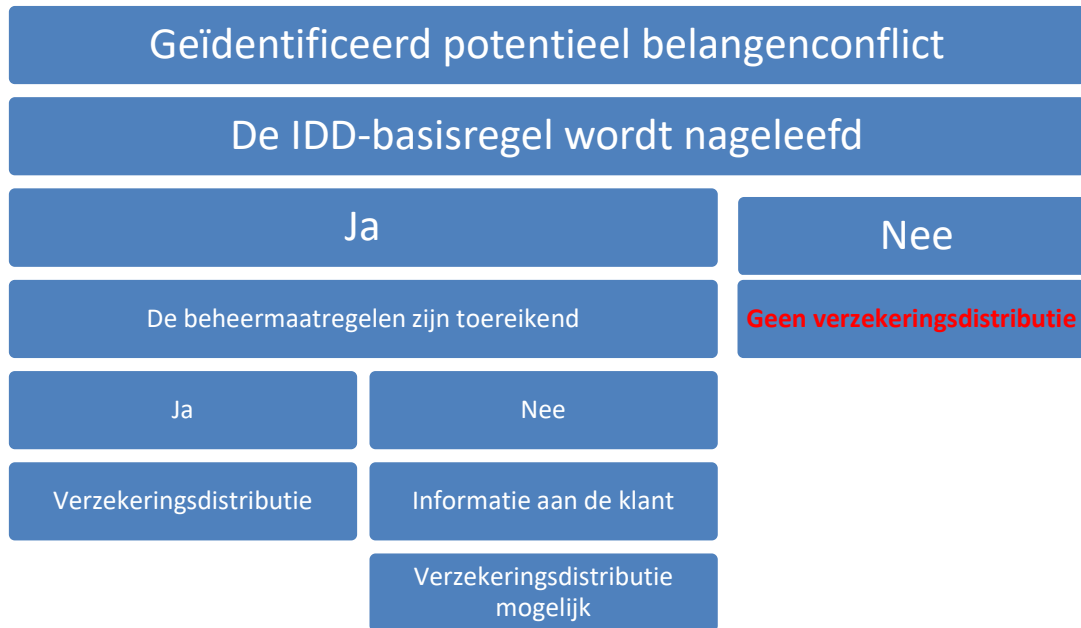 Geïdentificeerd potentieel belangenconflict
De IDD-basisregel wordt nageleefd
Ja
Nee
De beheermaatregelen zijn toereikend
Geen verzekeringsdistributie
Ja
Nee
Verzekeringsdistributie
Informatie aan de klant
Verzekeringsdistributie
mogelijk